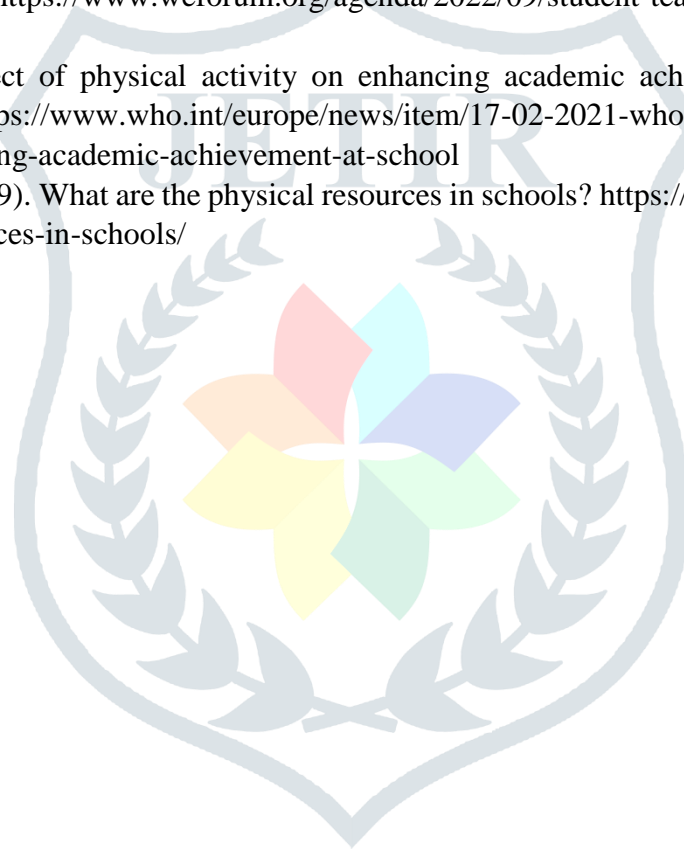 https://www.weforum.org/agenda/2022/09/student-tea
ect of physical activity on enhancing academic ach
ps://www.who.int/europe/news/item/17-02-2021-who
ng-academic-achievement-at-school
9). What are the physical resources in schools? https://
ces-in-schools/
JETIR